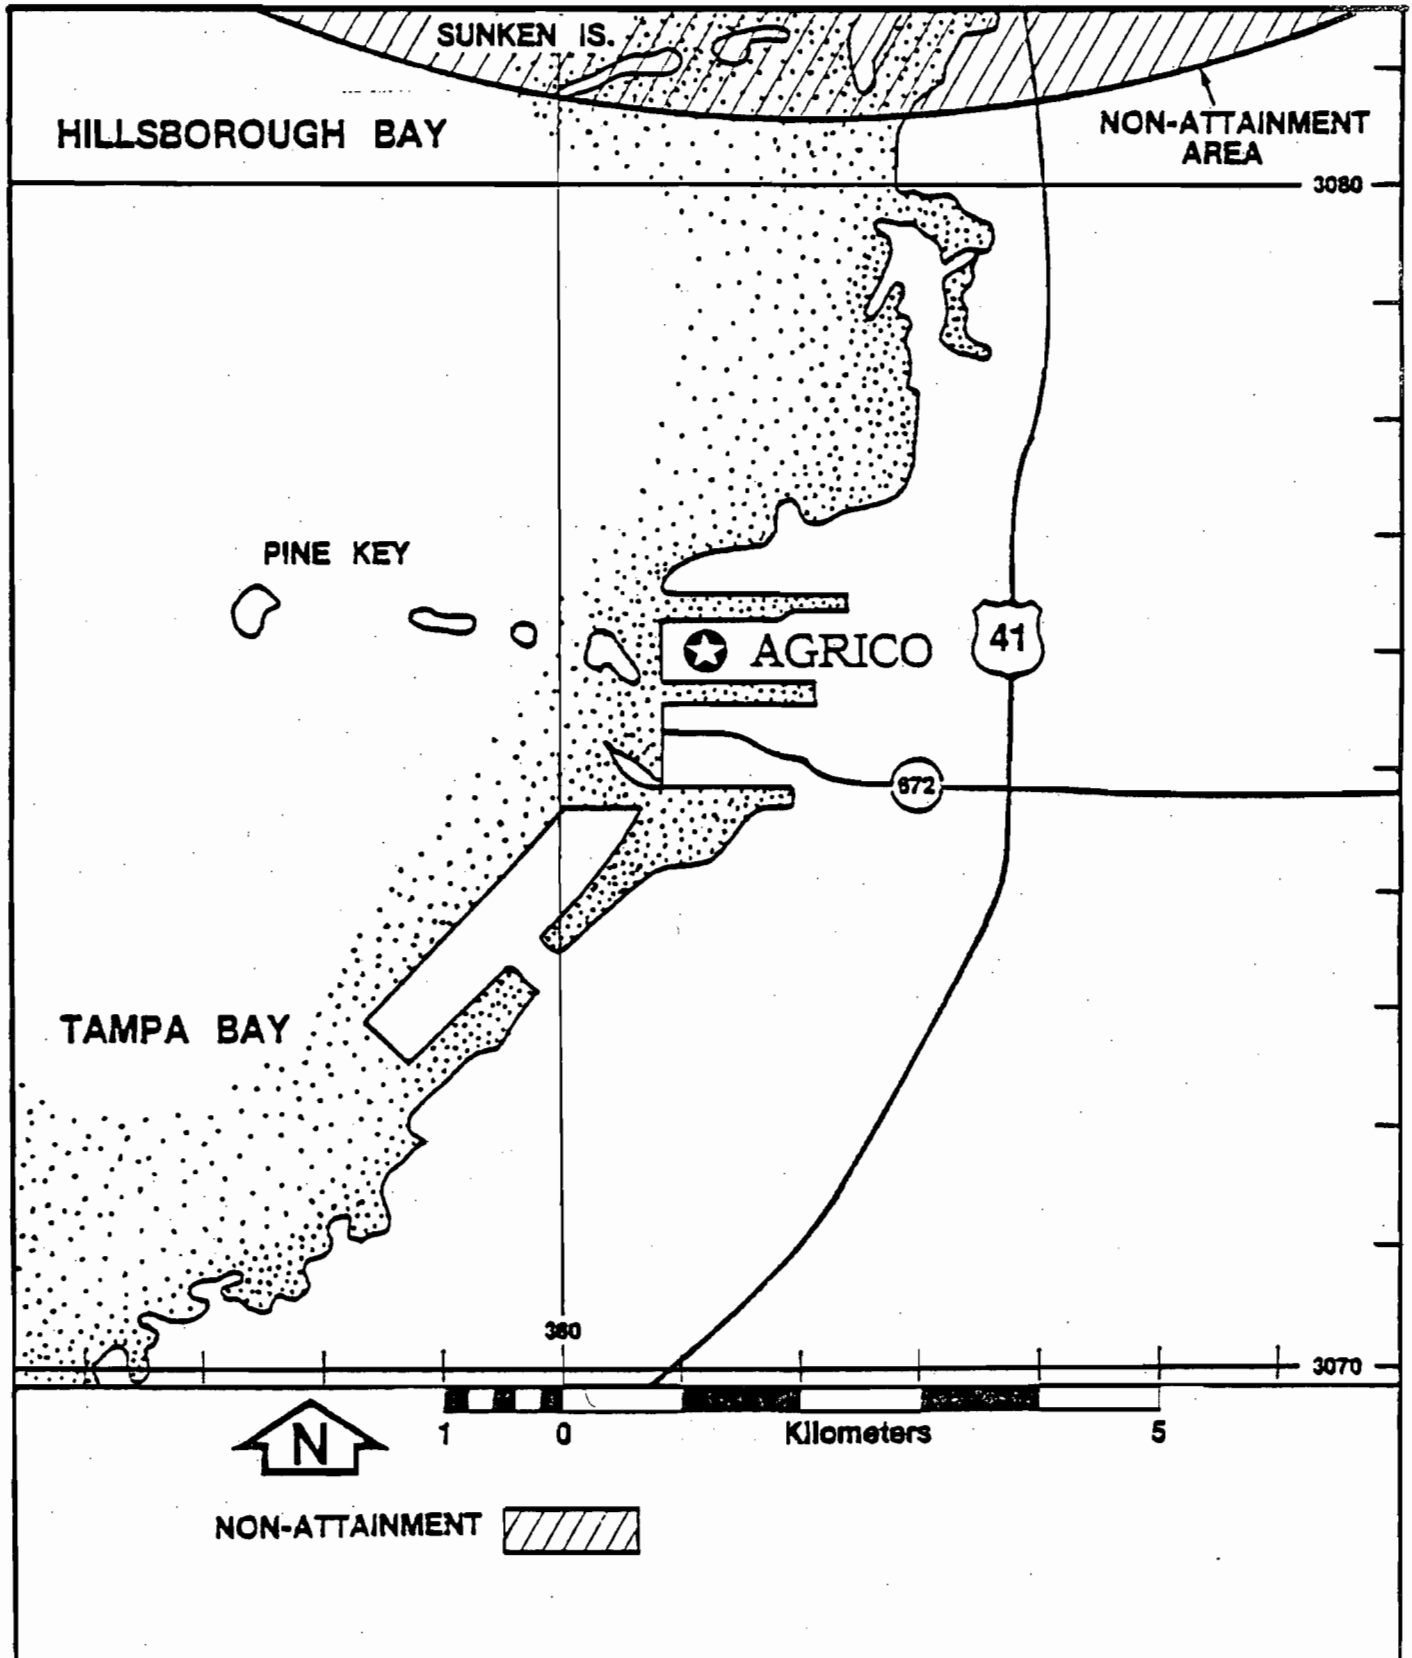 SUNKEN IS.
HILLSBOROUGH BAY
NON-ATTAINMENT
AREA
3080
PINE KEY
AGRICO
41
672
TAMPA BAY
360
3070
N
1 0 Kilometers 5
NON-ATTAINMENT